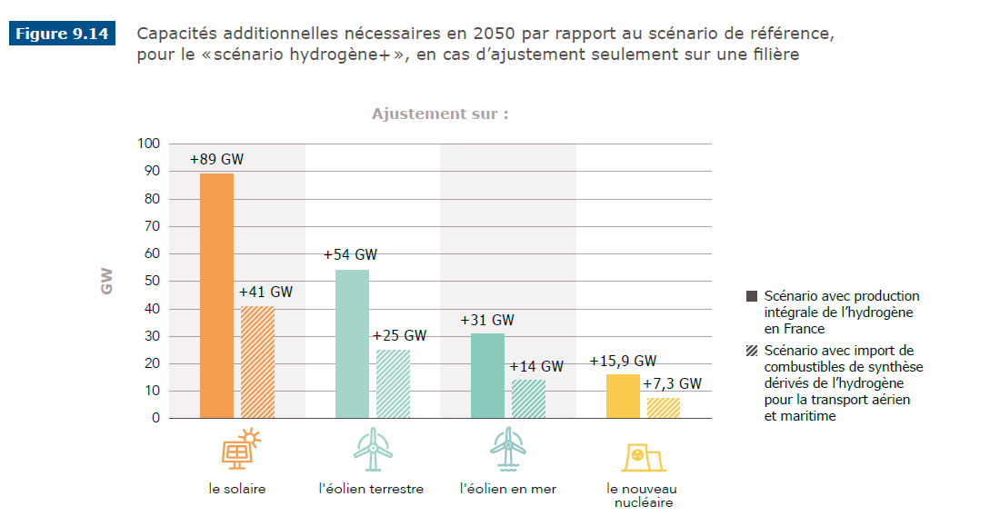 Figure 9.14
Capacités additionnelles nécessaires en 2050 par rapport au scénario de référence,
pour le «scénario hydrogène+», en cas d’ajustement seulement sur une filière
Ajustement sur :
GW
100
90
80
70
60
50
40
30
20
10
0
+89 GW
+41 GW
+54 GW
+25 GW
+31 GW
+14 GW
+15,9 GW
+7,3 GW
le solaire
l'éolien terrestre
l'éolien en mer
le nouveau
nucléaire
Scénario avec production
intégrale de l’hydrogène
en France
Scénario avec import de
combustibles de synthèse
dérivés de l’hydrogène
pour la transport aérien
et maritime